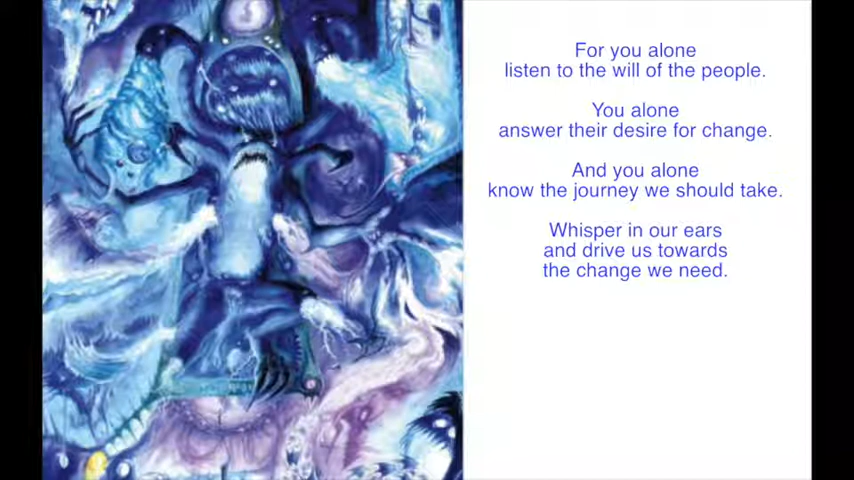 For you alone
listen to the will of the people.
You alone
answer their desire for change.
And you alone
know the journey we should take.
Whisper in our ears
and drive us towards
the change we need.